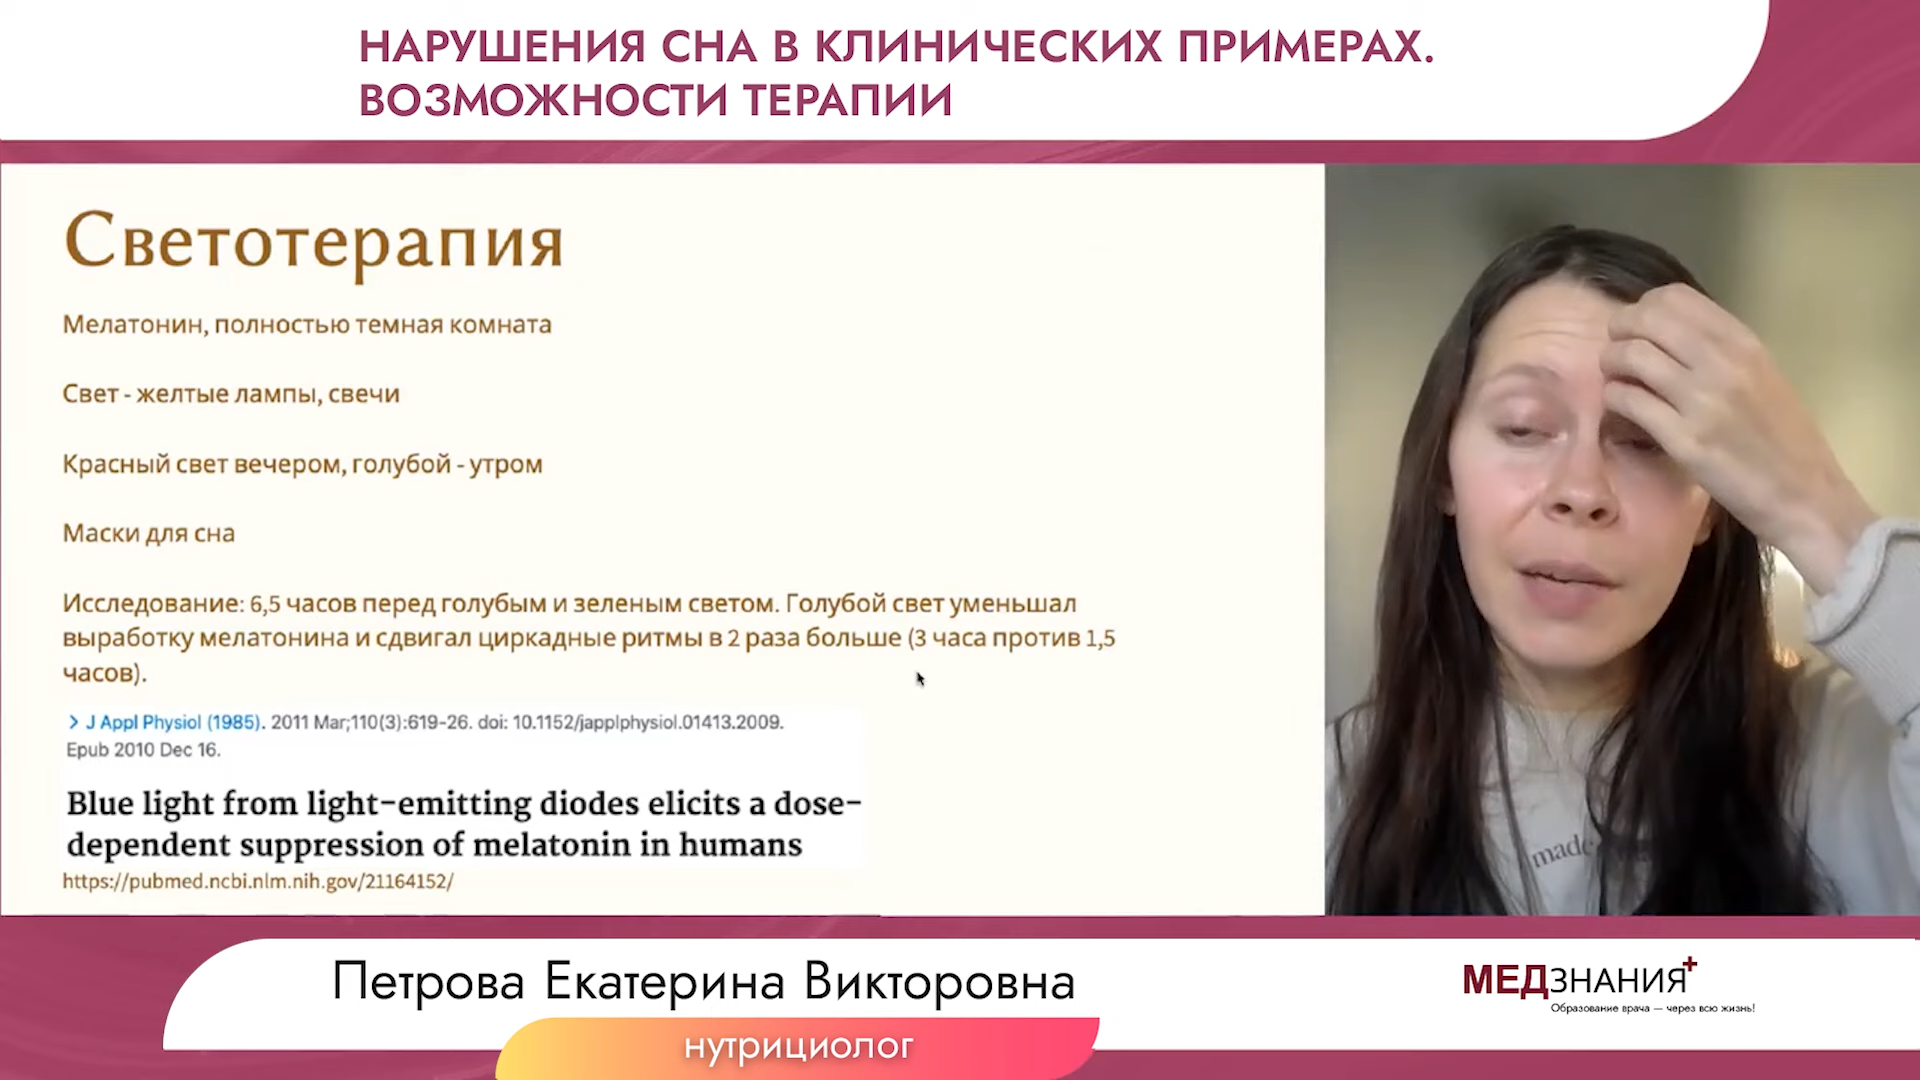 НАРУШЕНИЯ СНА В КЛИНИЧЕСКИХ ПРИМЕРАХ.
ВОЗМОЖНОСТИ ТЕРАПИИ
Светотерапия
Мелатонин, полностью темная комната
Свет - желтые лампы, свечи
Красный свет вечером, голубой - утром
Маски для сна
Исследование: 6,5 часов перед голубым и зеленым светом. Голубой свет уменьшал
выработку мелатонина и сдвигал циркадные ритмы в 2 раза больше (3 часа против 1,5
часов).
> J Appl Physiol (1985). 2011 Mar;110(3):619-26. doi: 10.1152/japplphysiol.01413.2009.
Epub 2010 Dec 16.
Blue light from light-emitting diodes elicits a dose-
dependent suppression of melatonin in humans
https://pubmed.ncbi.nlm.nih.gov/21164152/
made
Петрова Екатерина Викторовна
нутрициолог
МЕДЗНАНИЯ+
Образование врача — через всю жизнь!